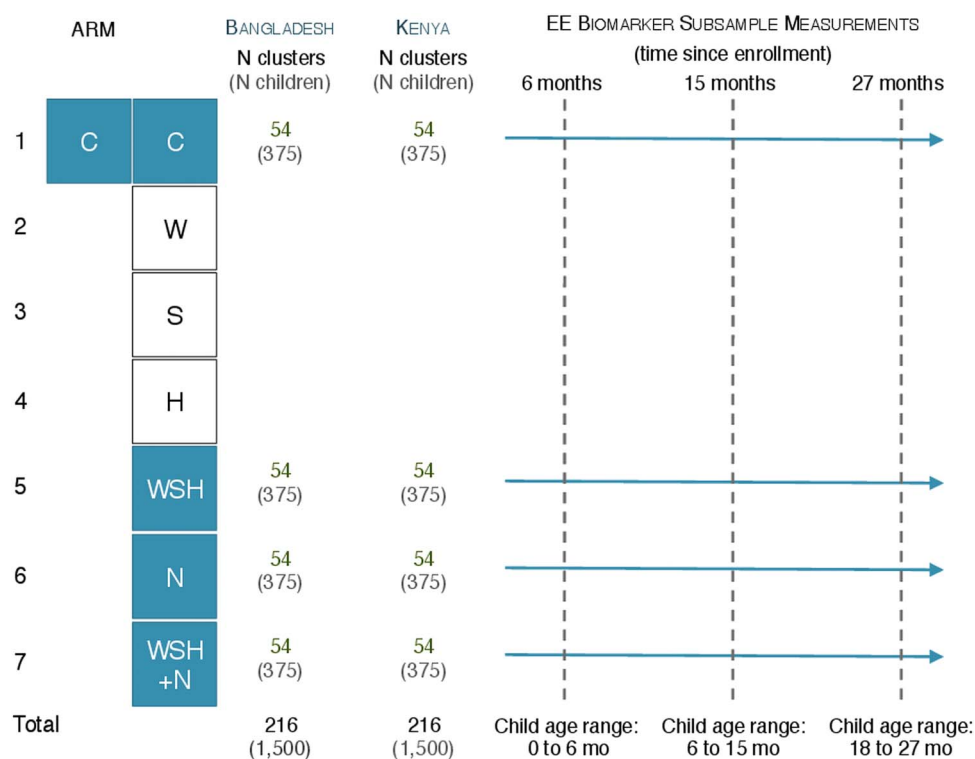 ARM BANGLADESH KENYA EE BIOMARKER SUBSAMPLE MEASUREMENTS
N clusters N clusters (time since enrollment)
(N children) (N children) 6 months 15 months 27 months
1 C C 54 54
(375) (375)
2 W
3 S
4 H
54 54
5 WSH (375) (375)
54 54
6 N (375) (375)
54 54
7 WSH (375) (375)
+N
Total 216 216 Child age range: Child age range: Child age range:
(1,500) (1,500) 0 to 6 mo 6 to 15 mo 18 to 27 mo